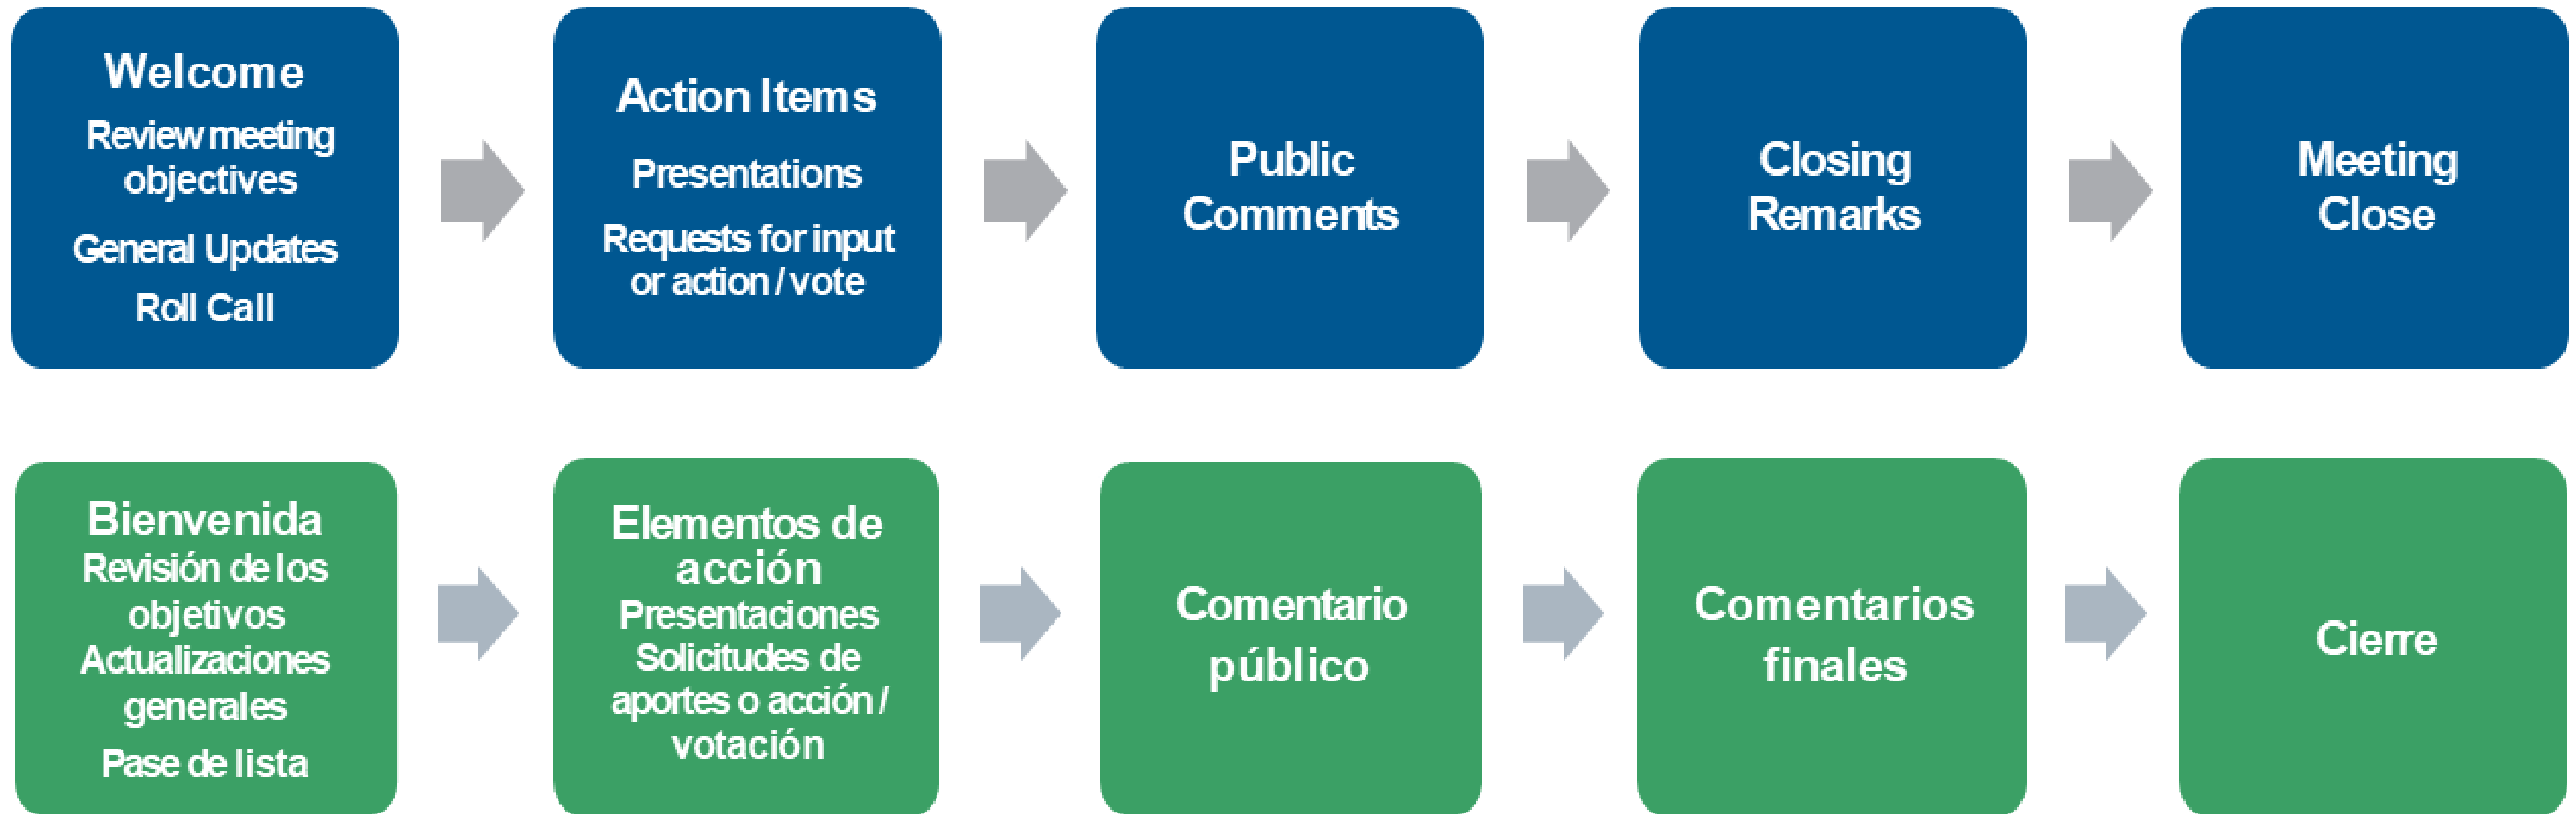 Welcome
Review meeting
objectives
General Updates
Roll Call
Action Items
Presentations
Requests for input
or action / vote
Public
Comments
Closing
Remarks
Meeting
Close
Bienvenida
Revisión de los
objetivos
Actualizaciones
generales
Pase de lista
Elementos de
acción
Presentaciones
Solicitudes de
aportes o acción /
votación
Comentario
público
Comentarios
finales
Cierre